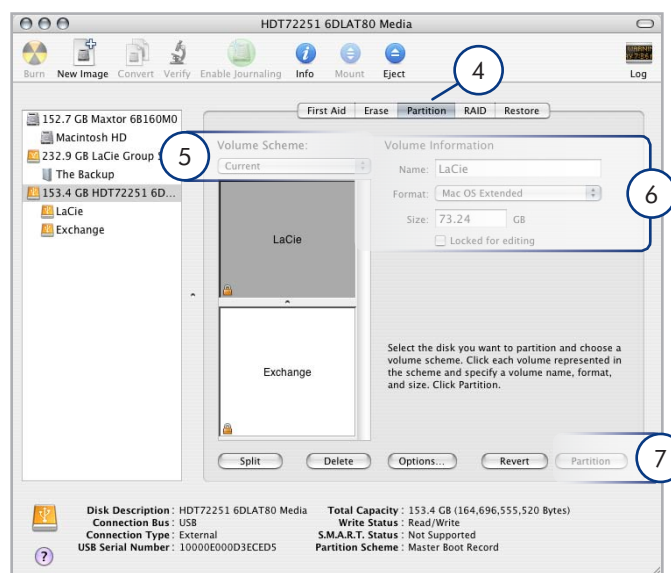 HDT72251 6DLAT80 Media
Burn New Image Convert Verify Enable Journaling Info Mount Eject Log
4
First Aid Erase Partition RAID Restore
152.7 GB Maxtor 6B160M0
Macintosh HD
232.9 GB LaCie Group
The Backup
153.4 GB HDT72251 6D...
LaCie
Exchange
5
Volume Scheme:
Current
LaCie
Exchange
Volume Information
Name: LaCie
Format: Mac OS Extended
Size: 73.24 GB
Locked for editing
6
Select the disk you want to partition and choose a
volume scheme. Click each volume represented in
the scheme and specify a volume name, format,
and size. Click Partition.
Split Delete Options... Revert Partition
7
Disk Description : HDT72251 6DLAT80 Media Total Capacity : 153.4 GB (164,696,555,520 Bytes)
Connection Bus : USB Write Status : Read/Write
Connection Type : External S.M.A.R.T. Status : Not Supported
USB Serial Number : 10000E000D3ECED5 Partition Scheme : Master Boot Record
?